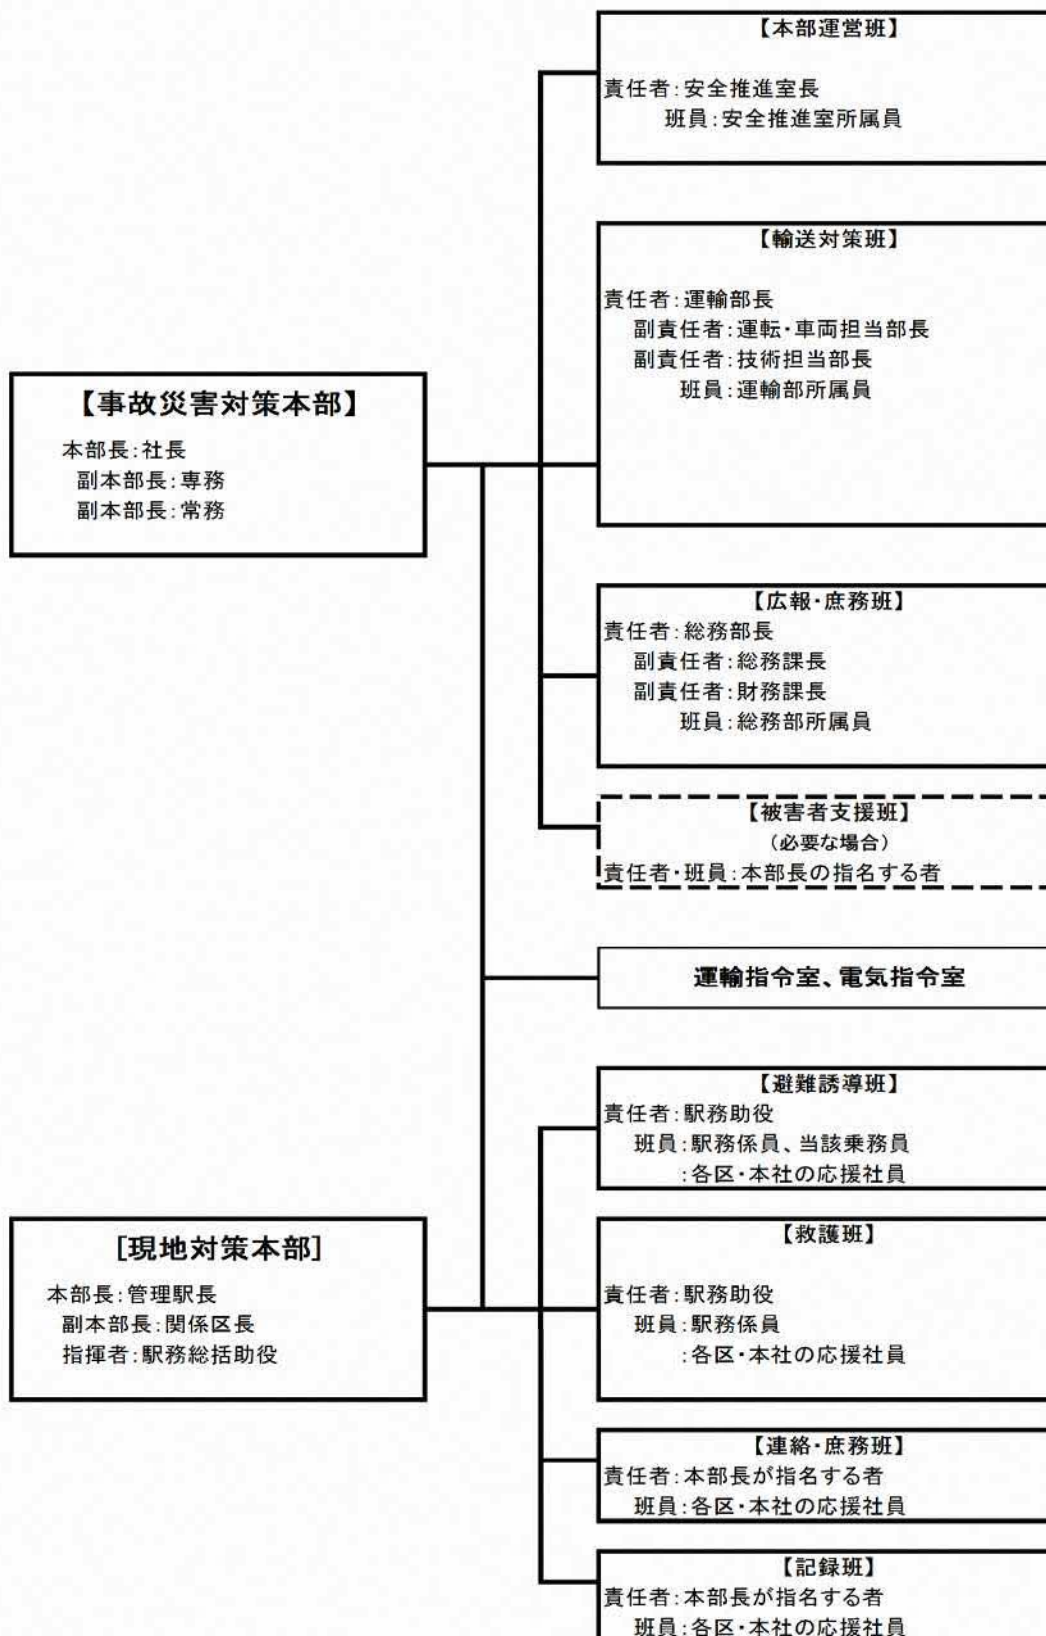 【本部運営班】
責任者:安全推進室長
班員:安全推進室所属員
【輸送対策班】
責任者:運輸部長
副責任者:運転・車両担当部長
副責任者:技術担当部長
班員:運輸部所属員
【事故災害対策本部】
本部長:社長
副本部長:専務
副本部長:常務
【広報・庶務班】
責任者:総務部長
副責任者:総務課長
副責任者:財務課長
班員:総務部所属員
【被害者支援班】
(必要な場合)
責任者・班員:本部長の指名する者
運輸指令室、電気指令室
【避難誘導班】
責任者:駅務助役
班員:駅務係員、当該乗務員
:各区・本社の応援社員
[現地対策本部]
本部長:管理駅長
副本部長:関係区長
指揮者:駅務総括助役
【救護班】
責任者:駅務助役
班員:駅務係員
:各区・本社の応援社員
【連絡・庶務班】
責任者:本部長が指名する者
班員:各区・本社の応援社員
【記録班】
責任者:本部長が指名する者
班員:各区・本社の応援社員